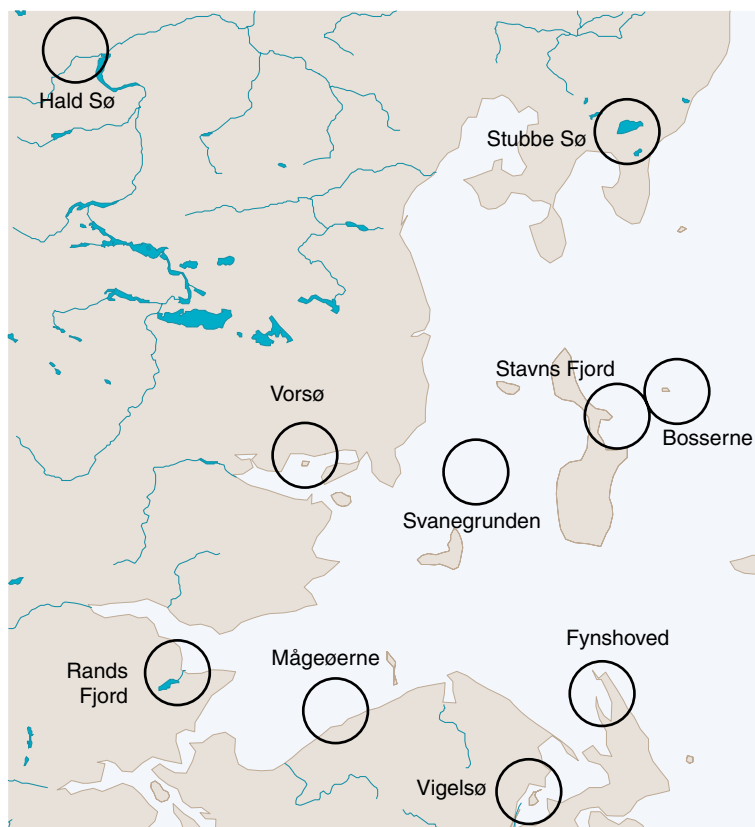 Hald Sø
Stubbe Sø
Stavns Fjord
Vorsø
Bosserne
Svanegrunden
Fynshoved
Mågeøerne
Rands
Fjord
Vigelsø